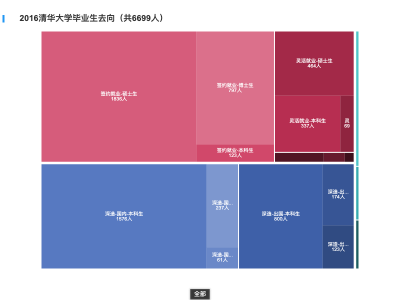 2016清华大学毕业生去向（共6699人）
签约就业-硕士生
1836人
签约就业-博士生
787人
签约就业-本科生
123人
灵活就业-硕士生
464人
灵活就业-本科生
337人
灵
69
深造-国内-本科生
1676人
深造-国...
237人
深造-国...
61人
深造-出国-本科生
800人
深造-出...
174人
深造-出...
123人
全部